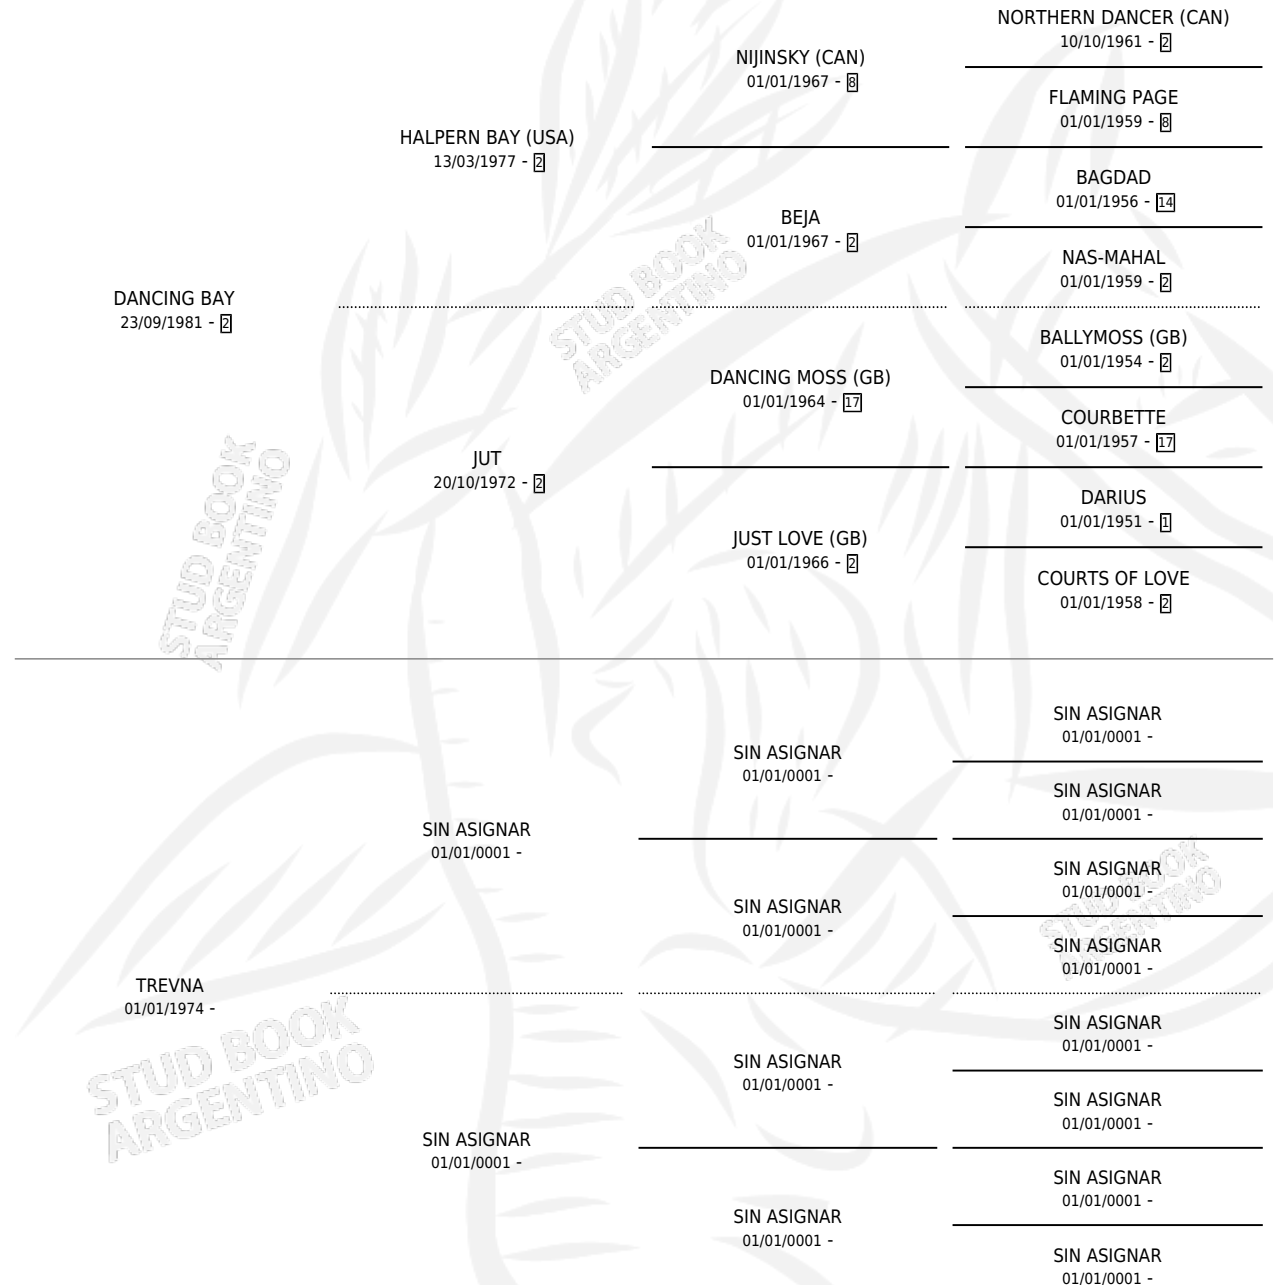 NORTHERN DANCER (CAN)
10/10/1961 - 2
NIJINSKY (CAN)
01/01/1967 - 8
FLAMING PAGE
01/01/1959 - 8
HALPERN BAY (USA)
13/03/1977 - 2
BAGDAD
01/01/1956 - 14
BEJA
01/01/1967 - 2
NAS-MAHAL
01/01/1959 - 2
DANCING BAY
23/09/1981 - 2
BALLYMOSS (GB)
01/01/1954 - 2
DANCING MOSS (GB)
01/01/1964 - 17
COURBETTE
01/01/1957 - 17
JUT
20/10/1972 - 2
DARIUS
01/01/1951 - 1
JUST LOVE (GB)
01/01/1966 - 2
COURTS OF LOVE
01/01/1958 - 2
STUD BOOK
ARGENTINO
STUD BOOK
ARGENTINO
SIN ASIGNAR
01/01/0001 -
SIN ASIGNAR
01/01/0001 -
SIN ASIGNAR
01/01/0001 -
SIN ASIGNAR
01/01/0001 -
SIN ASIGNAR
01/01/0001 -
SIN ASIGNAR
01/01/0001 -
SIN ASIGNAR
01/01/0001 -
TREVNA
01/01/1974 -
SIN ASIGNAR
01/01/0001 -
SIN ASIGNAR
01/01/0001 -
SIN ASIGNAR
01/01/0001 -
SIN ASIGNAR
01/01/0001 -
SIN ASIGNAR
01/01/0001 -
SIN ASIGNAR
01/01/0001 -
SIN ASIGNAR
01/01/0001 -
STUD BOOK
ARGENTINO
STUD BOOK
ARGENTINO